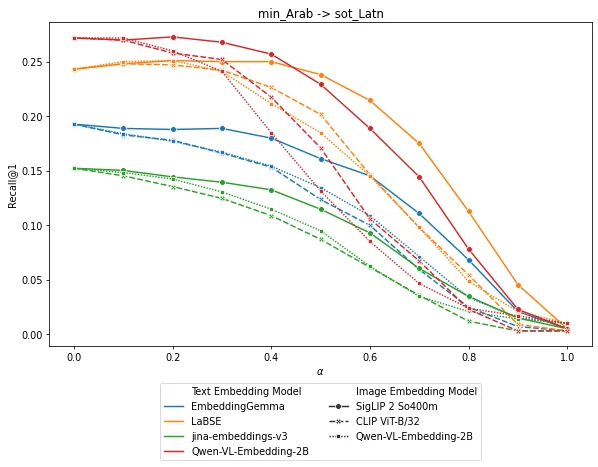 min_Arab -> sot_Latn
Recall@1
0.25
0.20
0.15
0.10
0.05
0.00
0.0 0.2 0.4 0.6 0.8 1.0
α
Text Embedding Model Image Embedding Model
EmbeddingGemma SigLIP 2 So400m
LaBSE CLIP ViT-B/32
jina-embeddings-v3 Qwen-VL-Embedding-2B
Qwen-VL-Embedding-2B